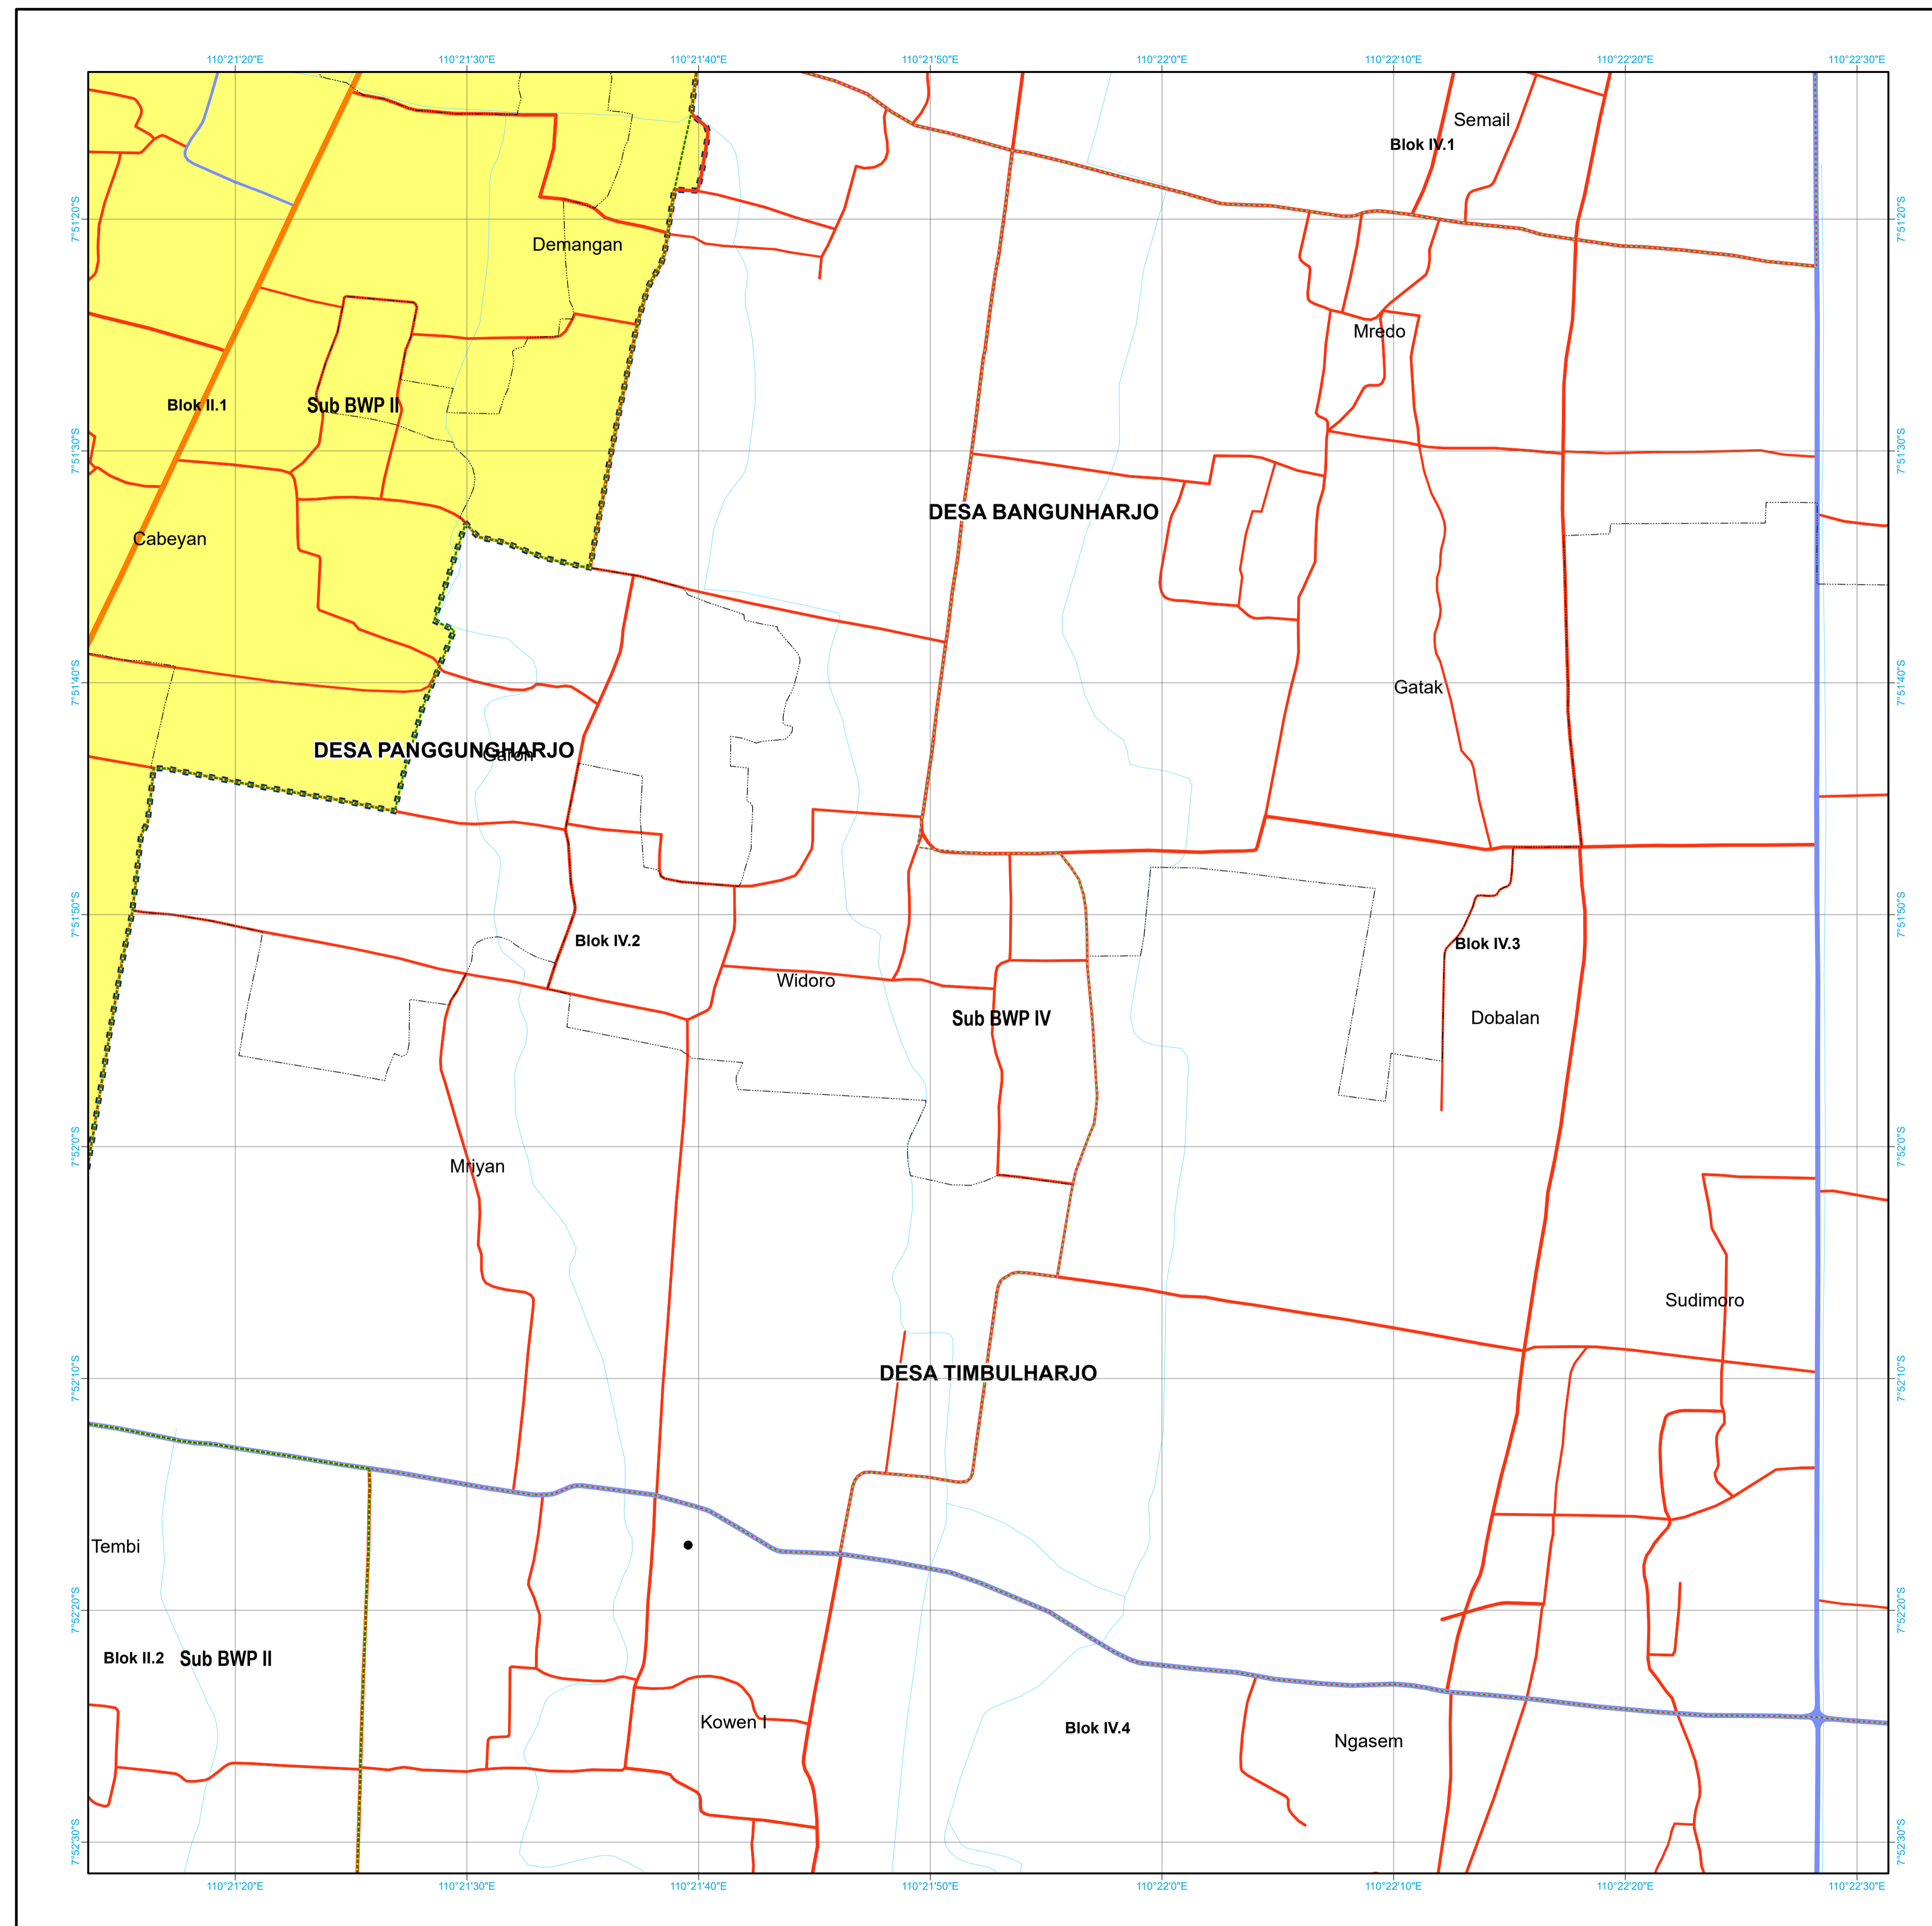 110°21'20"E 110°21'30"E 110°21'40"E 110°21'50"E 110°22'0"E 110°22'10"E 110°22'20"E 110°22'30"E
Semail
Blok IV.1
7°51'20"S 7°51'20"S
Demangan
Mredo
Blok II.1 Sub BWP II
7°51'30"S 7°51'30"S
DESA BANGUNHARJO
Cabeyan
7°51'40"S 7°51'40"S
Gatak
DESA PANGGUNGHARJO
Garon
7°51'50"S 7°51'50"S
Blok IV.2 Blok IV.3
Widoro
Sub BWP IV Dobalan
7°52'0"S 7°52'0"S
Mriyan
Sudimoro
DESA TIMBULHARJO
7°52'10"S 7°52'10"S
Tembi
7°52'20"S 7°52'20"S
Blok II.2 Sub BWP II
Kowen I Blok IV.4
Ngasem
7°52'30"S 7°52'30"S
110°21'20"E 110°21'30"E 110°21'40"E 110°21'50"E 110°22'0"E 110°22'10"E 110°22'20"E 110°22'30"E